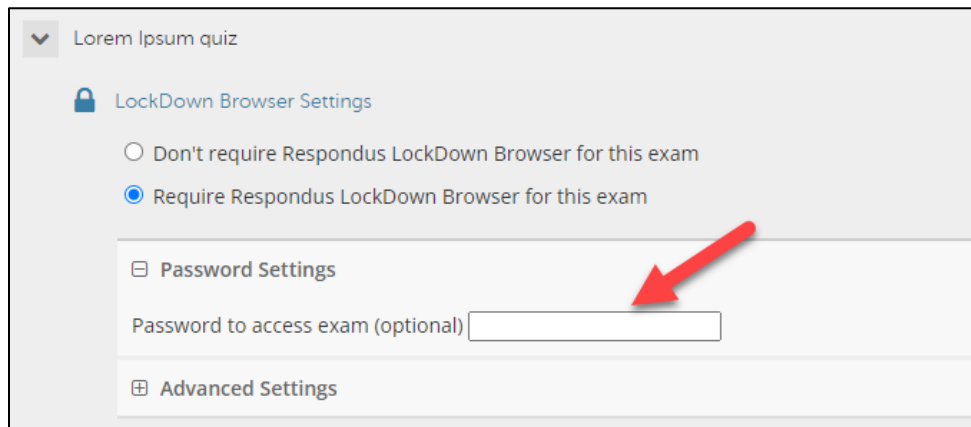 Lorem Ipsum quiz
LockDown Browser Settings
Don't require Respondus LockDown Browser for this exam
Require Respondus LockDown Browser for this exam
Password Settings
Password to access exam (optional)
Advanced Settings